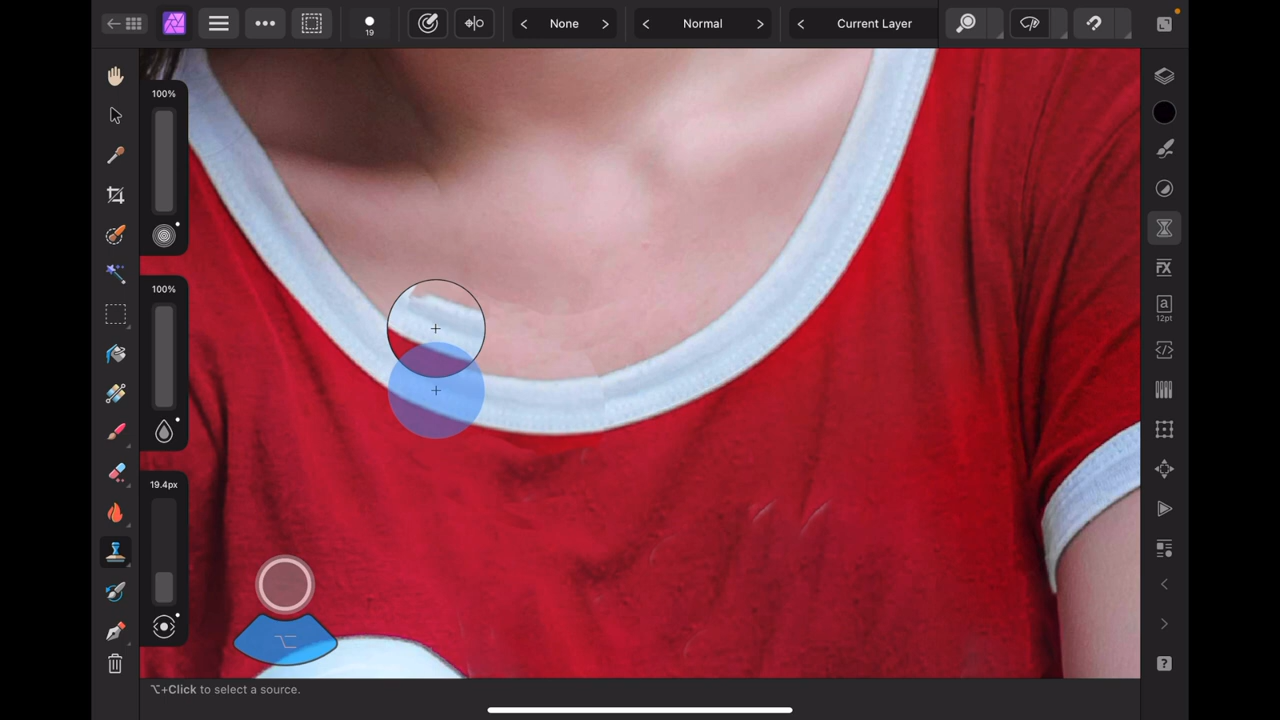 19
None
Normal
Current Layer
100%
100%
19.4px
a
12pt
?
⌥
⌥+Click to select a source.